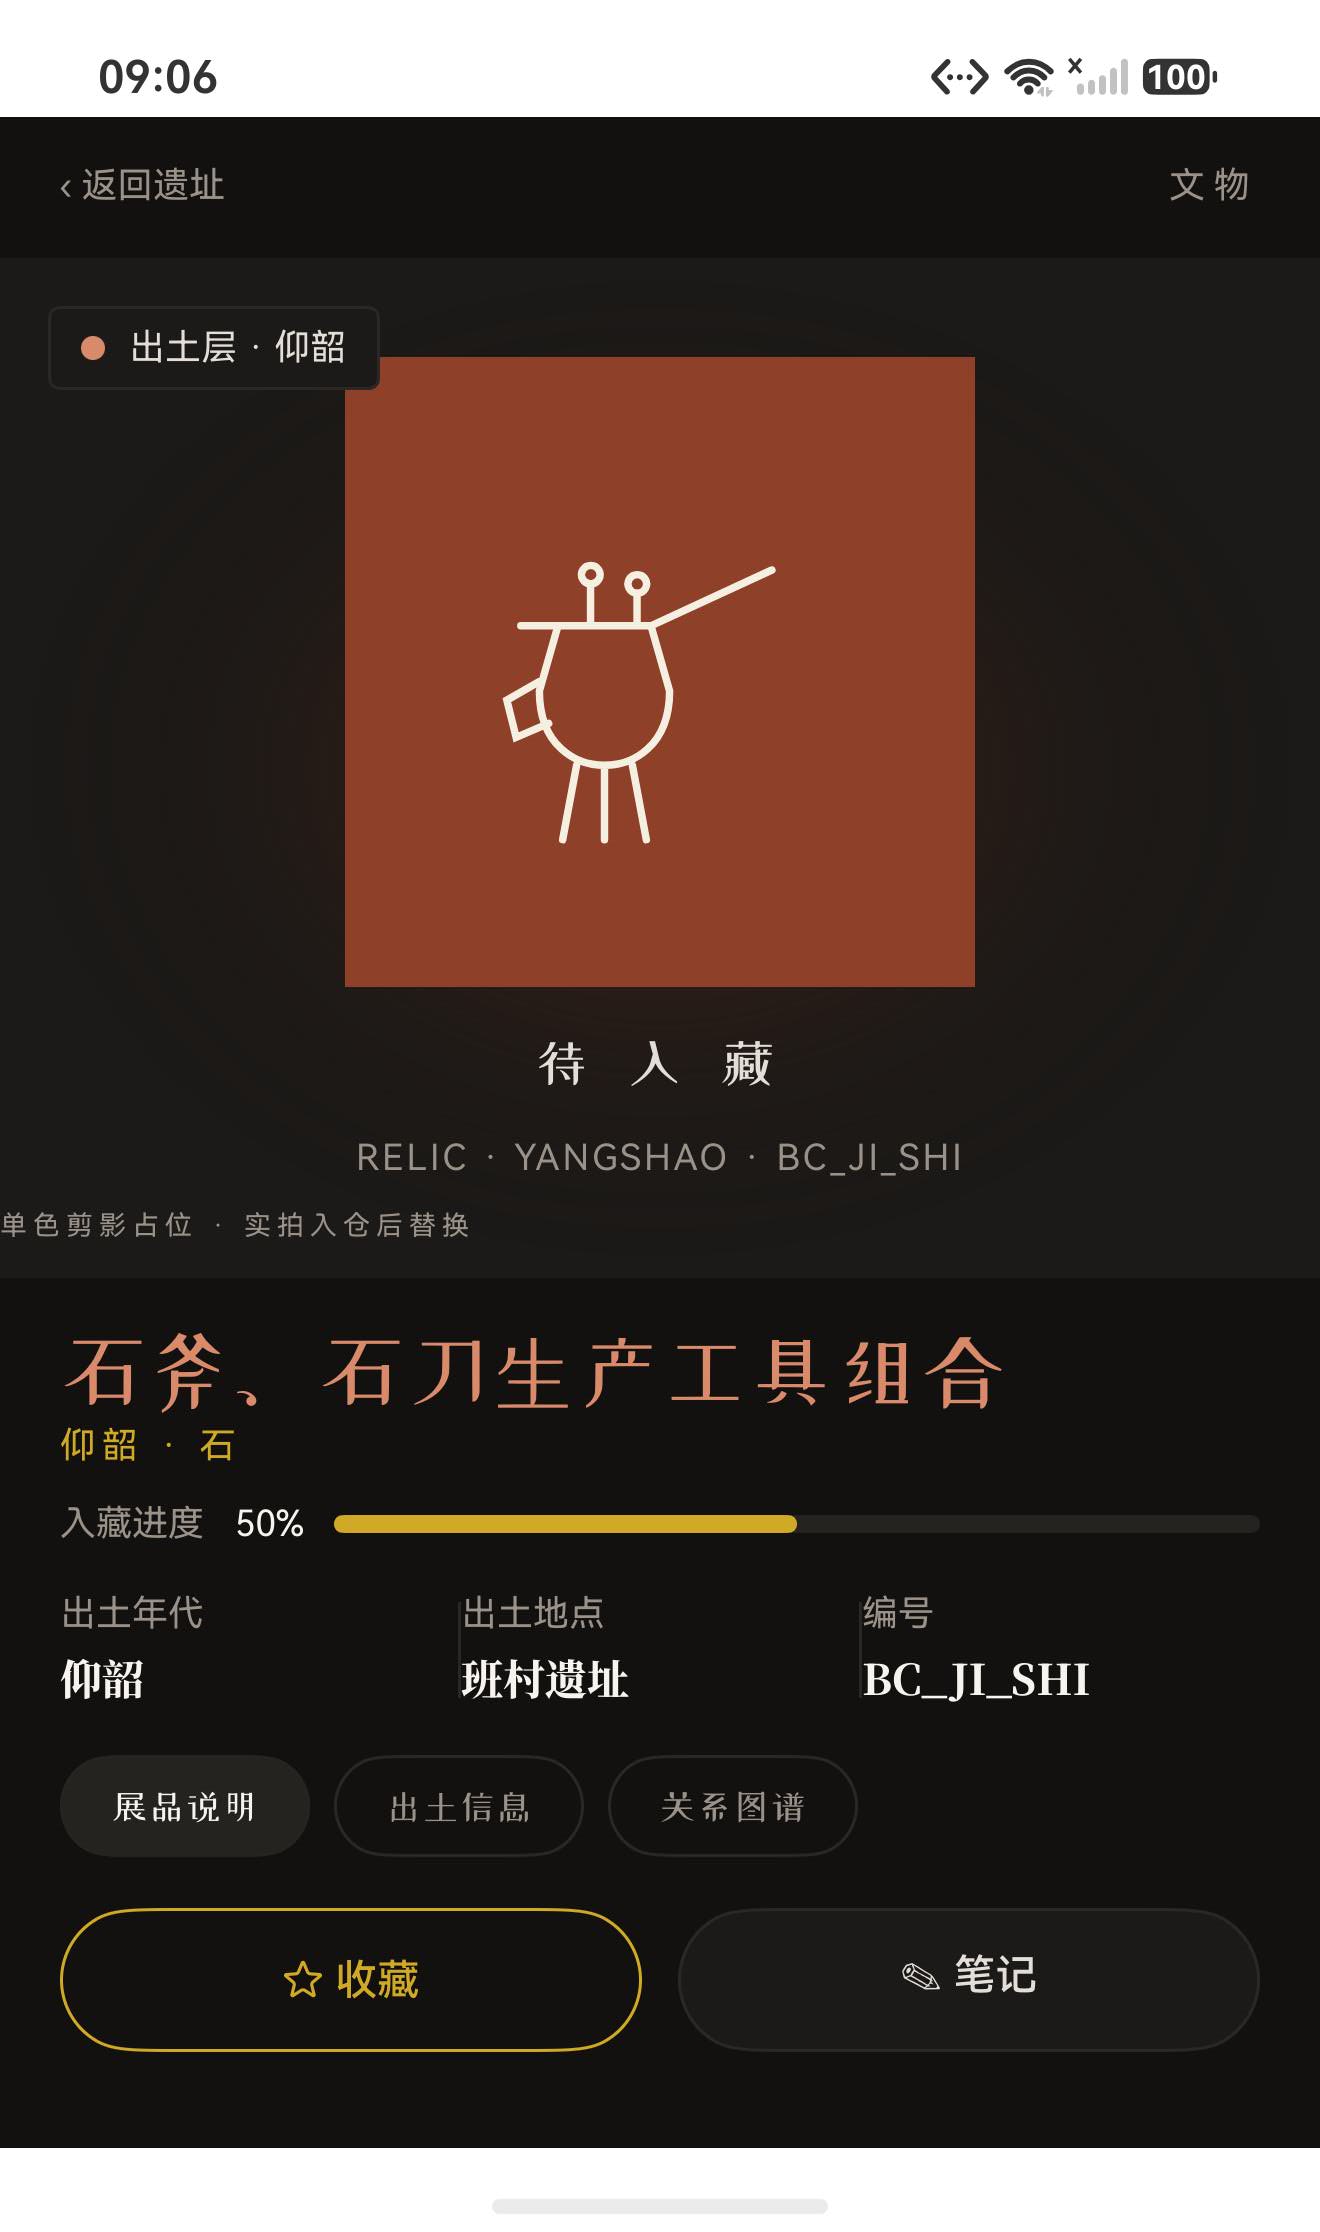 09:06
100
‹ 返回遗址
文物
出土层 · 仰韶
待入藏
RELIC · YANGSHAO · BC_JI_SHI
单色剪影占位 · 实拍入仓后替换
石斧、石刀生产工具组合
仰韶 · 石
入藏进度 50%
出土年代 出土地点 编号
仰韶 班村遗址 BC_JI_SHI
展品说明 出土信息 关系图谱
☆ 收藏 ✎ 笔记